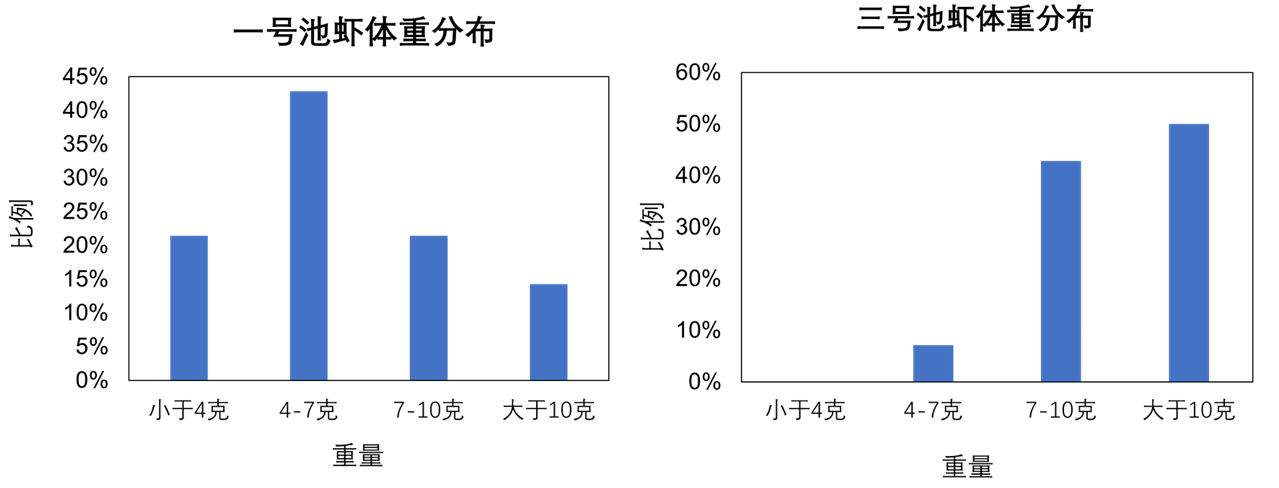 一号池虾体重分布
45%
40%
35%
30%
25%
20%
15%
10%
5%
0%
比例
小于4克
4-7克
7-10克
大于10克
重量
三号池虾体重分布
60%
50%
40%
30%
20%
10%
0%
比例
小于4克
4-7克
7-10克
大于10克
重量